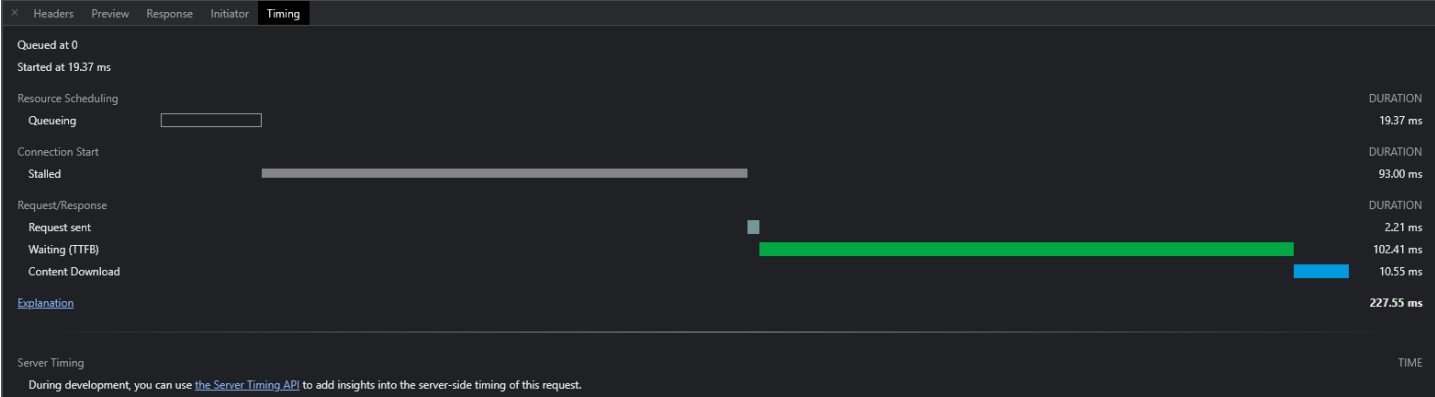 × Headers Preview Response Initiator Timing
Queued at 0
Started at 19.37 ms
Resource Scheduling DURATION
Queueing 19.37 ms
Connection Start DURATION
Stalled 93.00 ms
Request/Response DURATION
Request sent 2.21 ms
Waiting (TTFB) 102.41 ms
Content Download 10.55 ms
Explanation 227.55 ms
Server Timing TIME
During development, you can use the Server Timing API to add insights into the server-side timing of this request.